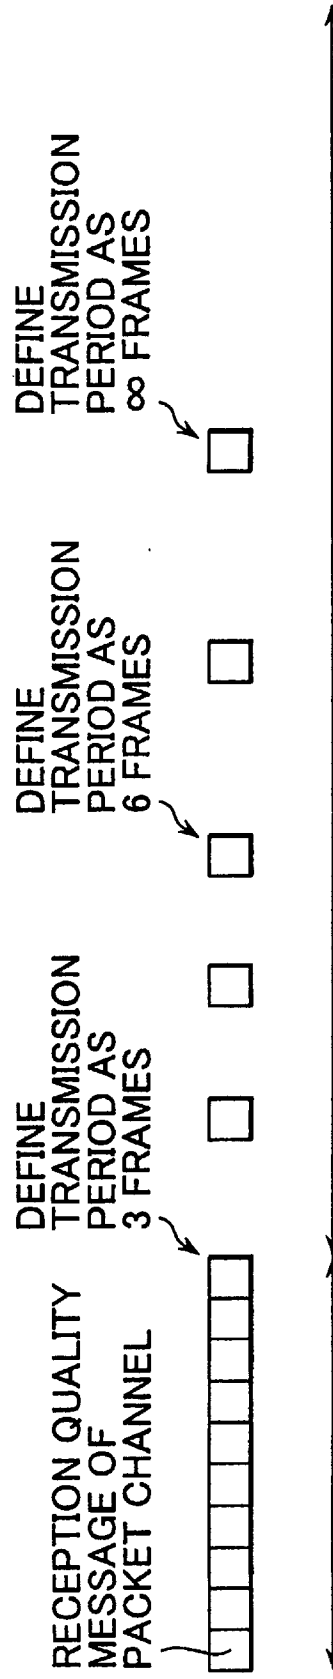 RECEPTION QUALITY
MESSAGE OF
PACKET CHANNEL
DEFINE
TRANSMISSION
PERIOD AS
3 FRAMES
DEFINE
TRANSMISSION
PERIOD AS
6 FRAMES
DEFINE
TRANSMISSION
PERIOD AS
∞ FRAMES